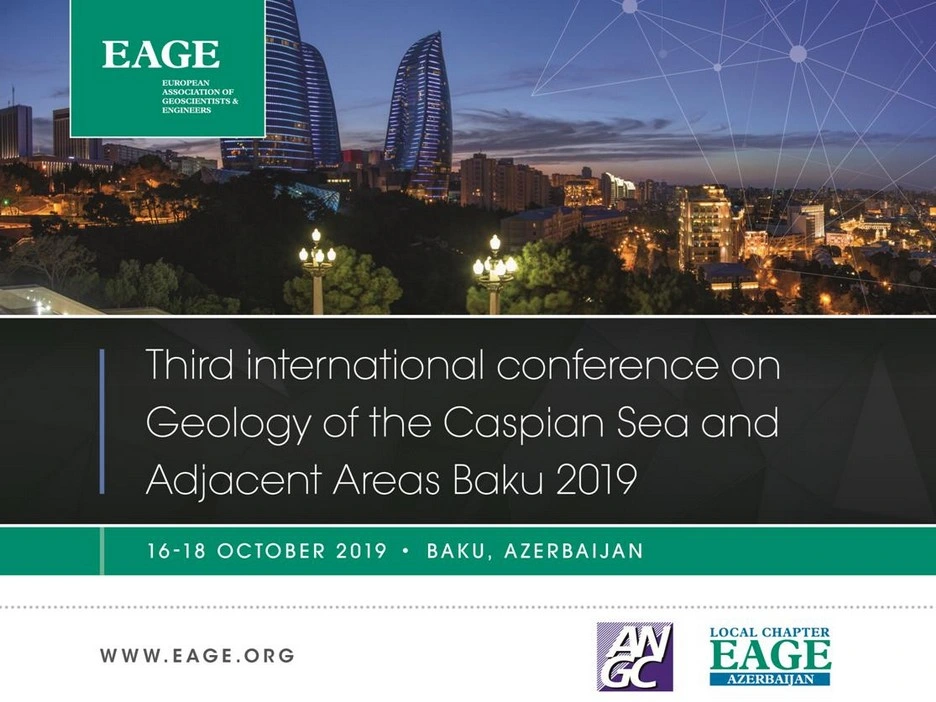 EAGE
EUROPEAN
ASSOCIATION OF
GEOSCIENTISTS &
ENGINEERS
Third international conference on
Geology of the Caspian Sea and
Adjacent Areas Baku 2019
16-18 OCTOBER 2019 • BAKU, AZERBAIJAN
WWW.EAGE.ORG
AN
GC
LOCAL CHAPTER
EAGE
AZERBAIJAN